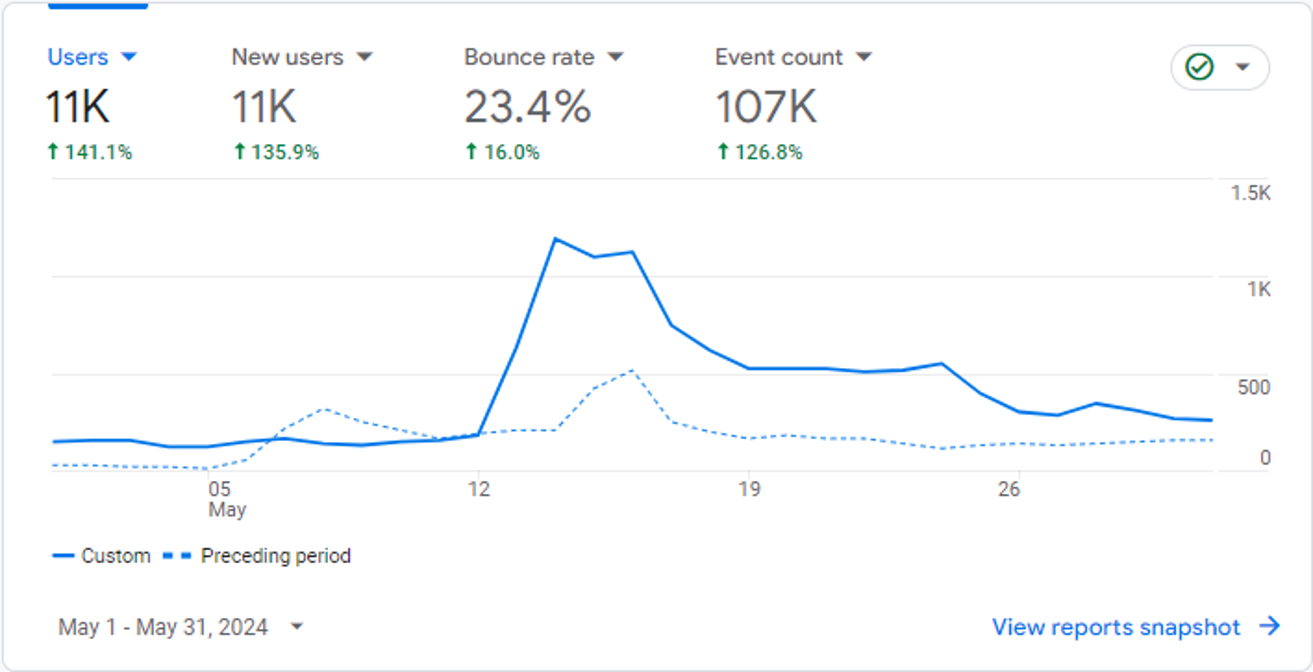 Users New users Bounce rate Event count
11K 11K 23.4% 107K
141.1% 135.9% 16.0% 126.8%
1.5K
1K
500
0
05 12 19 26
May
Custom Preceding period
May 1 - May 31, 2024 View reports snapshot